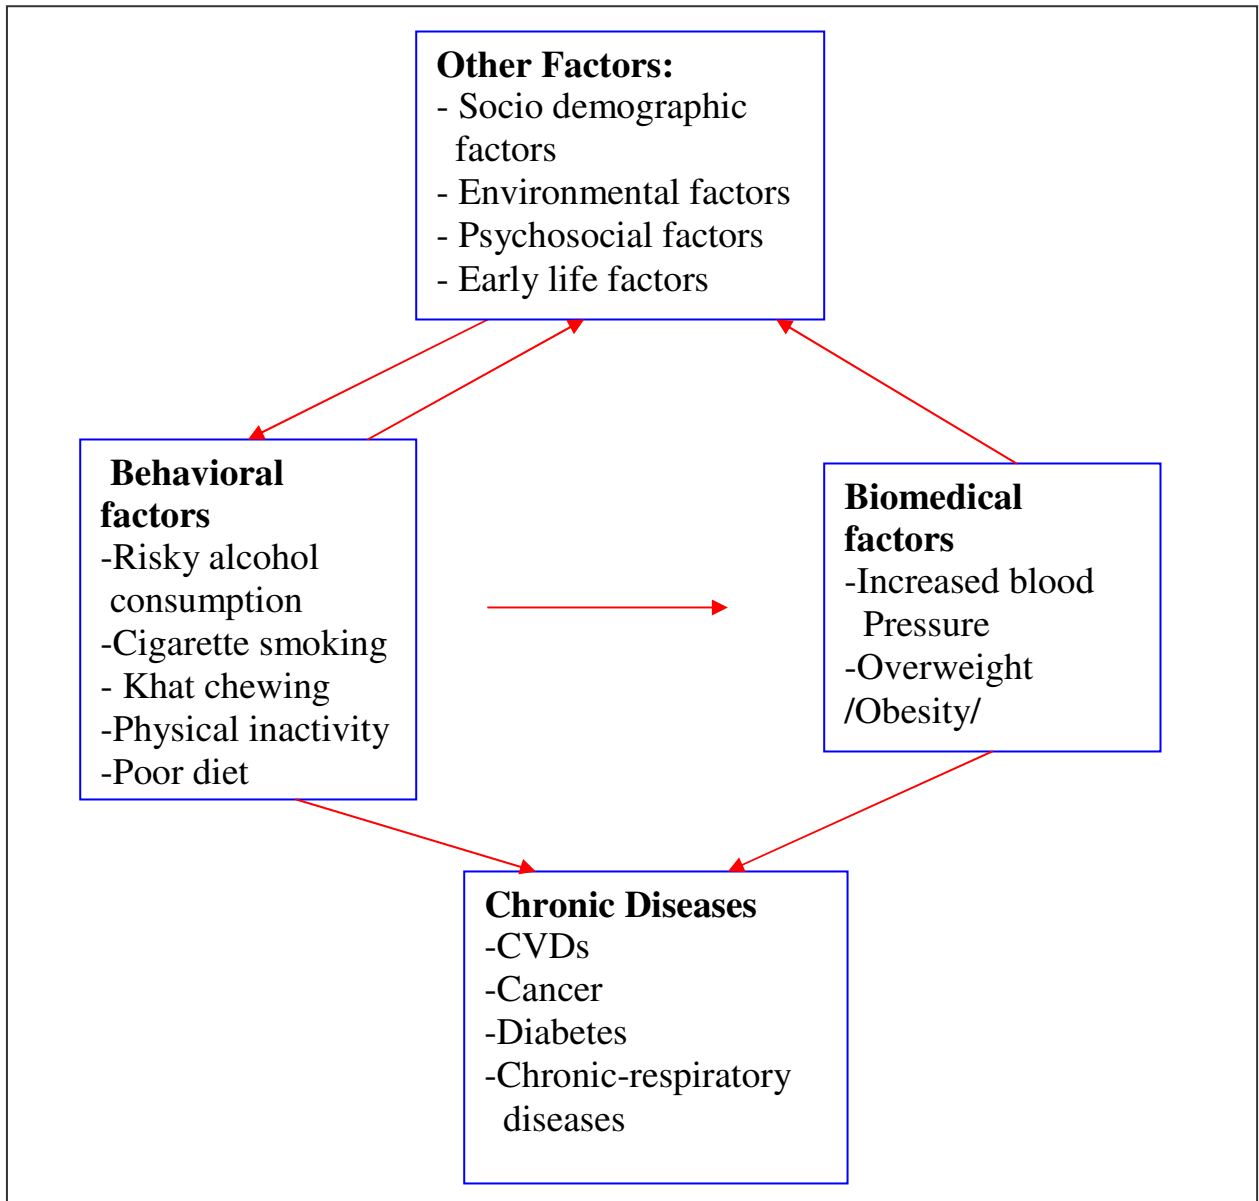 Other Factors:
- Socio demographic
factors
- Environmental factors
- Psychosocial factors
- Early life factors
Behavioral
factors
-Risky alcohol
consumption
-Cigarette smoking
- Khat chewing
-Physical inactivity
-Poor diet
Biomedical
factors
-Increased blood
Pressure
-Overweight
/Obesity/
Chronic Diseases
-CVDs
-Cancer
-Diabetes
-Chronic-respiratory
diseases